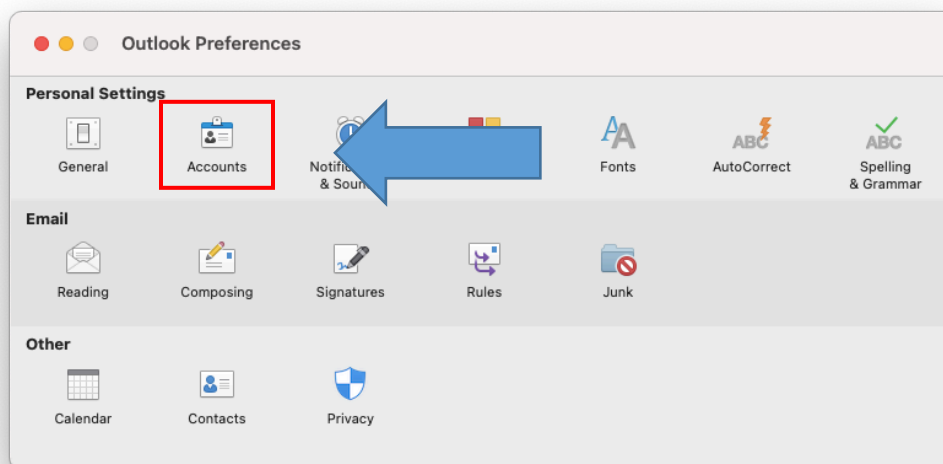 Outlook Preferences
Personal Settings
General
Accounts
Fonts
AutoCorrect
Spelling
& Grammar
Email
Reading
Composing
Signatures
Rules
Junk
Other
Calendar
Contacts
Privacy